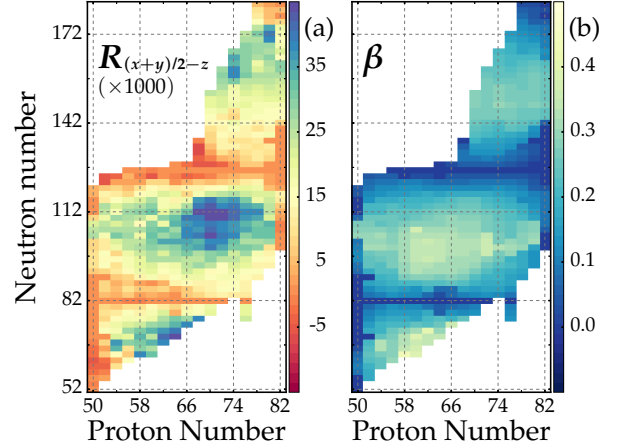 (a)
R(x+y)/2−z
(×1000)
172
142
112
82
52
Neutron number
50 58 66 74 82
Proton Number
35
25
15
5
−5
(b)
β
50 58 66 74 82
Proton Number
0.4
0.3
0.2
0.1
0.0